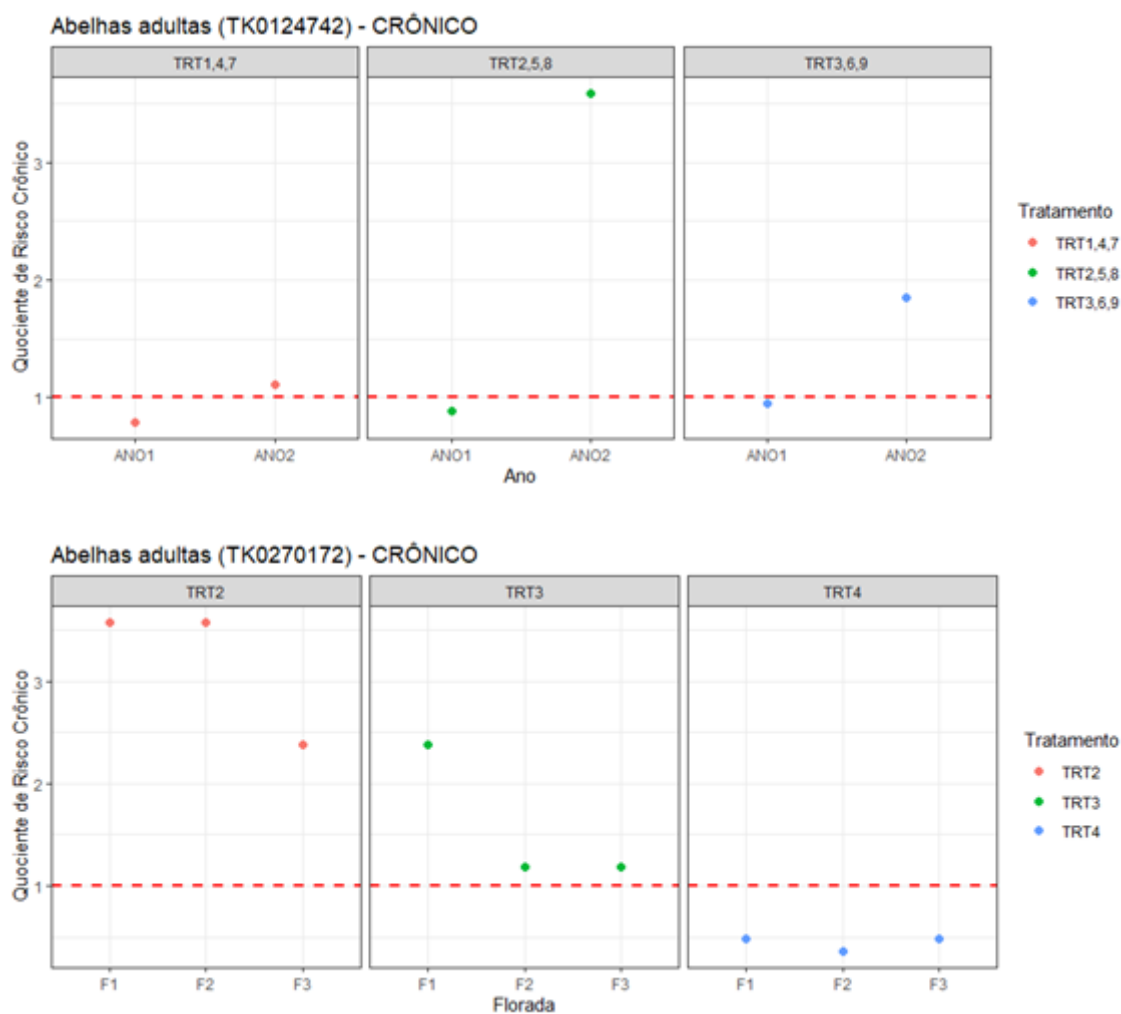 Abelhas adultas (TK0124742) - CRÔNICO
TRT1,4,7 TRT2,5,8 TRT3,6,9
Quociente de Risco Crônico
3
2
1
ANO1 ANO2 ANO1 ANO2 ANO1 ANO2
Ano
Tratamento
TRT1,4,7
TRT2,5,8
TRT3,6,9
Abelhas adultas (TK0270172) - CRÔNICO
TRT2 TRT3 TRT4
Quociente de Risco Crônico
3
2
1
F1 F2 F3 F1 F2 F3 F1 F2 F3
Florada
Tratamento
TRT2
TRT3
TRT4